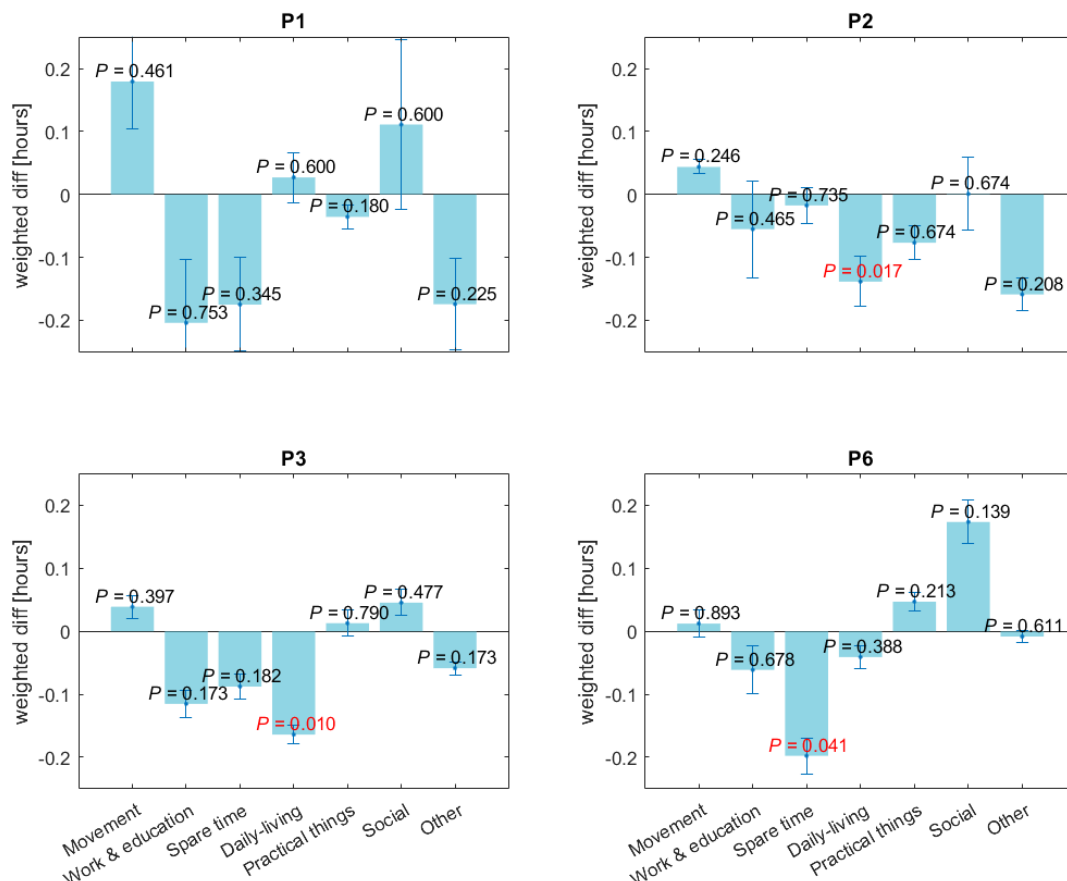 P1
weighted diff [hours]
0.2
0.1
0
-0.1
-0.2
P = 0.461
P = 0.753
P = 0.345
P = 0.600
P = 0.180
P = 0.600
P = 0.225
P2
weighted diff [hours]
0.2
0.1
0
-0.1
-0.2
P = 0.246
P = 0.465
P = 0.735
P = 0.017
P = 0.674
P = 0.674
P = 0.208
P3
weighted diff [hours]
0.2
0.1
0
-0.1
-0.2
P = 0.397
P = 0.173
P = 0.182
P = 0.010
P = 0.790
P = 0.477
P = 0.173
Movement
Work & education
Spare time
Daily-living
Practical things
Social
Other
P6
weighted diff [hours]
0.2
0.1
0
-0.1
-0.2
P = 0.893
P = 0.678
P = 0.041
P = 0.388
P = 0.213
P = 0.139
P = 0.611
Movement
Work & education
Spare time
Daily-living
Practical things
Social
Other